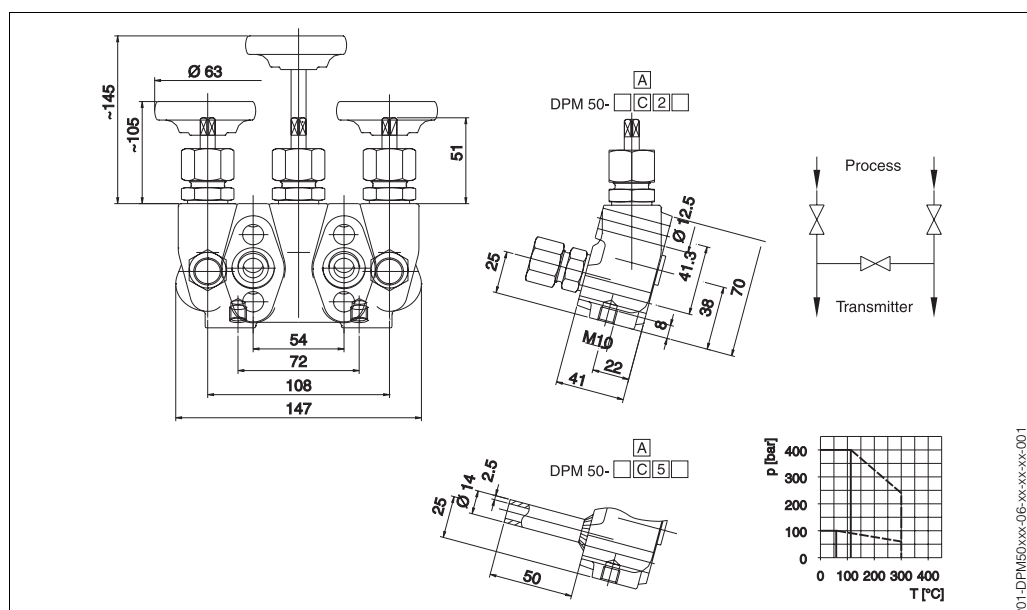 ~145
Ø 63
~105
51
54
72
108
147
A
DPM 50- C 2
Ø 12.5
25
41.3
70
38
8
M10
22
41
Process
Transmitter
A
DPM 50- C 5
2.5
Ø 14
25
50
p [bar]
400
300
200
100
0
0 100 200 300 400
T [°C]
01-DPM50xxx-06-xx-xx-xx-001